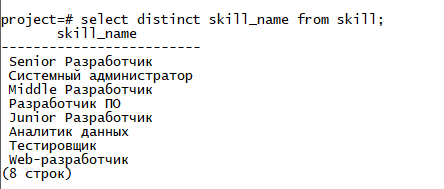 project=# select distinct skill_name from skill;
skill_name
-------------------------
Senior Разработчик
Системный администратор
Middle Разработчик
Разработчик ПО
Junior Разработчик
Аналитик данных
Тестировщик
Web-разработчик
(8 строк)